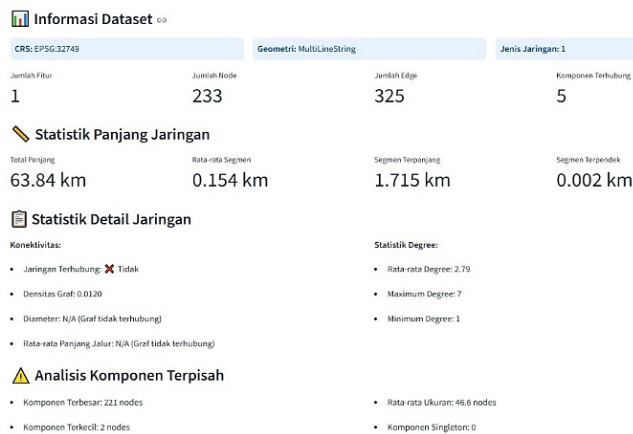 Informasi Dataset
CRS: EPSG:32749 Geometri: MultiLineString Jenis Jaringan: 1
Jumlah Fitur Jumlah Node Jumlah Edge Komponen Terhubung
1 233 325 5
Statistik Panjang Jaringan
Total Panjang Rata-rata Segmen Segmen Terpanjang Segmen Terpendek
63.84 km 0.154 km 1.715 km 0.002 km
Statistik Detail Jaringan
Konektivitas: Statistik Degree:
• Jaringan Terhubung: ❌ Tidak • Rata-rata Degree: 2.79
• Densitas Graf: 0.0120 • Maximum Degree: 7
• Diameter: N/A (Graf tidak terhubung) • Minimum Degree: 1
• Rata-rata Panjang Jalur: N/A (Graf tidak terhubung)
Analisis Komponen Terpisah
• Komponen Terbesar: 221 nodes • Rata-rata Ukuran: 46.6 nodes
• Komponen Terkecil: 2 nodes • Komponen Singleton: 0